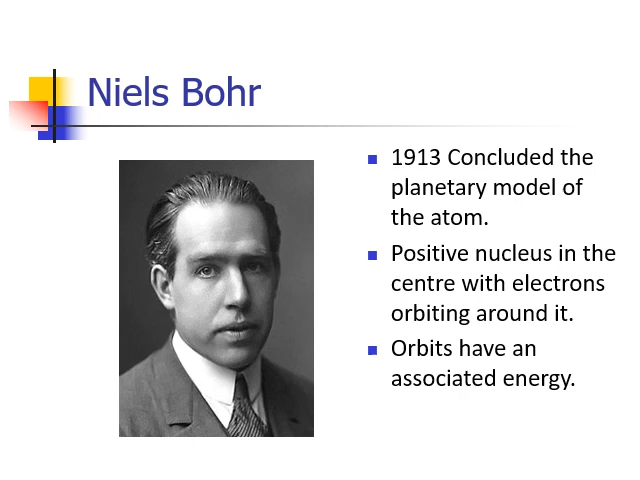 Niels Bohr
1913 Concluded the
planetary model of
the atom.
Positive nucleus in the
centre with electrons
orbiting around it.
Orbits have an
associated energy.